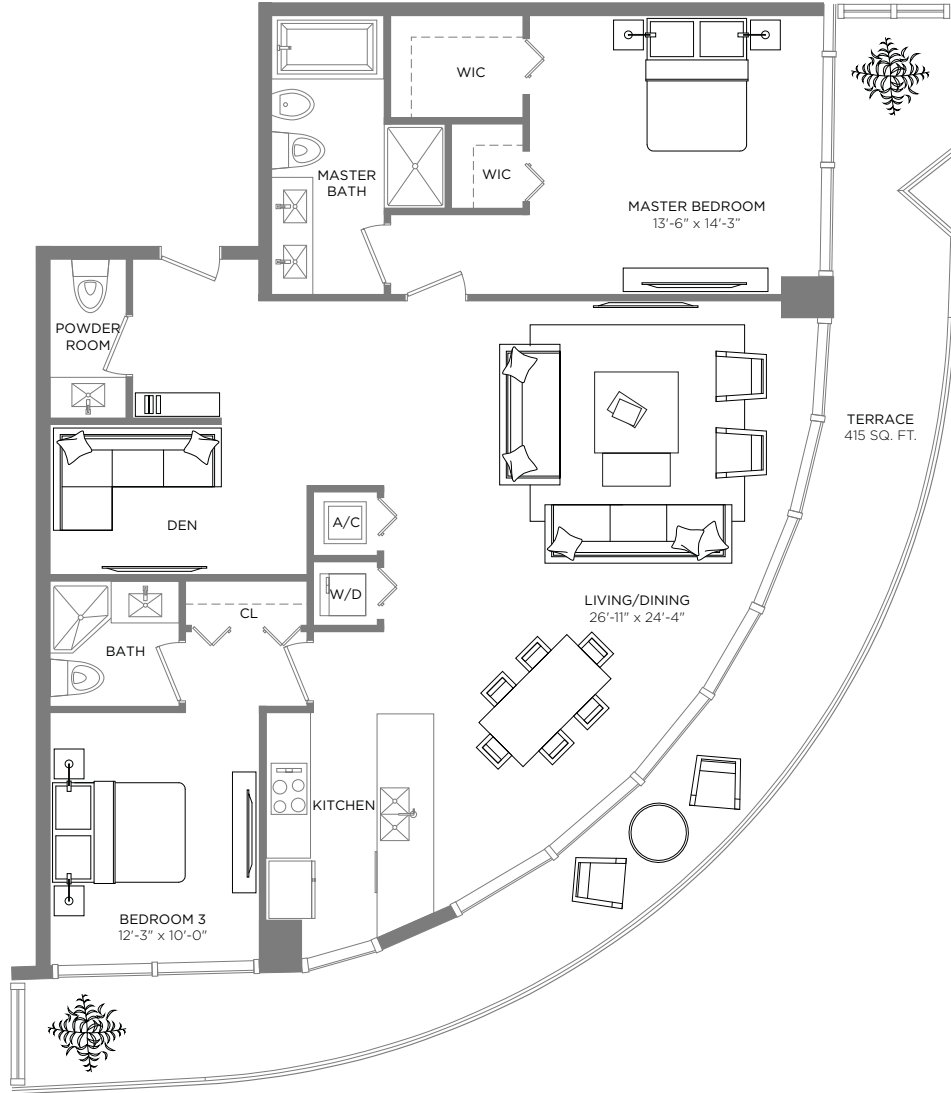 WIC
WIC
MASTER
BATH
MASTER BEDROOM
13'-6" x 14'-3"
POWDER
ROOM
TERRACE
415 SQ. FT.
DEN
A/C
W/D
CL
LIVING/DINING
26'-11" x 24'-4"
BATH
KITCHEN
BEDROOM 3
12'-3" x 10'-0"